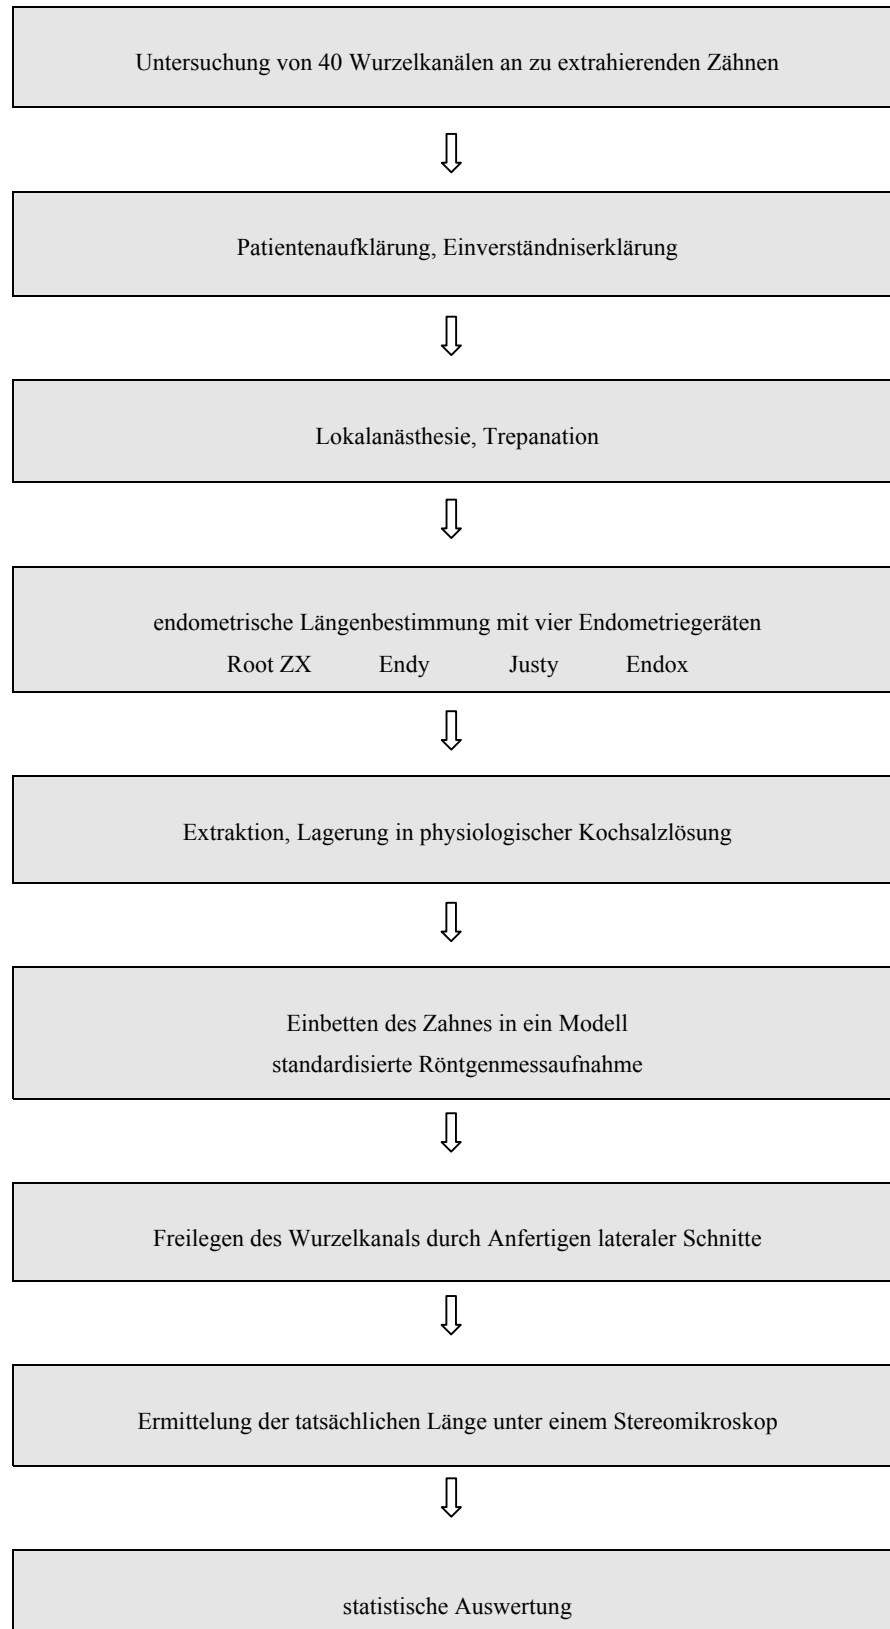 Untersuchung von 40 Wurzelkanälen an zu extrahierenden Zähnen
Patientenaufklärung, Einverständniserklärung
Lokalanästhesie, Trepanation
endometrische Längenbestimmung mit vier Endometriegeräten
Root ZX Endy Justy Endox
Extraktion, Lagerung in physiologischer Kochsalzlösung
Einbetten des Zahnes in ein Modell
standardisierte Röntgenmessaufnahme
Freilegen des Wurzelkanals durch Anfertigen lateraler Schnitte
Ermittelung der tatsächlichen Länge unter einem Stereomikroskop
statistische Auswertung